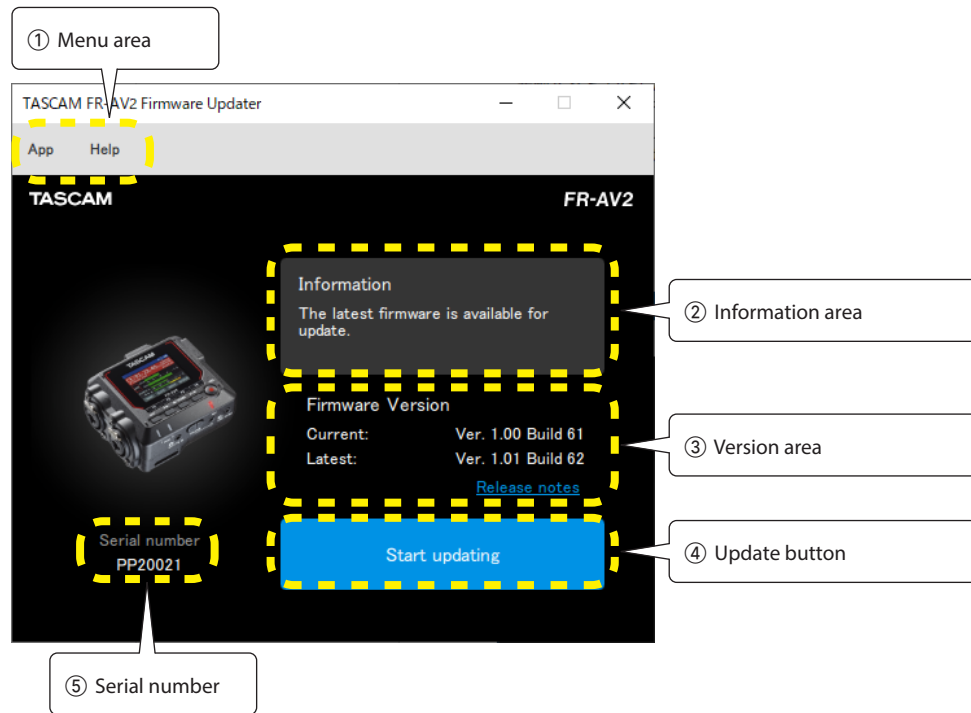 ① Menu area
TASCAM FR-AV2 Firmware Updater
App Help
TASCAM FR-AV2
Information
The latest firmware is available for
update.
② Information area
TASCAM
Firmware Version
Current: Ver. 1.00 Build 61
Latest: Ver. 1.01 Build 62
Release notes
③ Version area
Serial number
PP20021
Start updating
④ Update button
⑤ Serial number